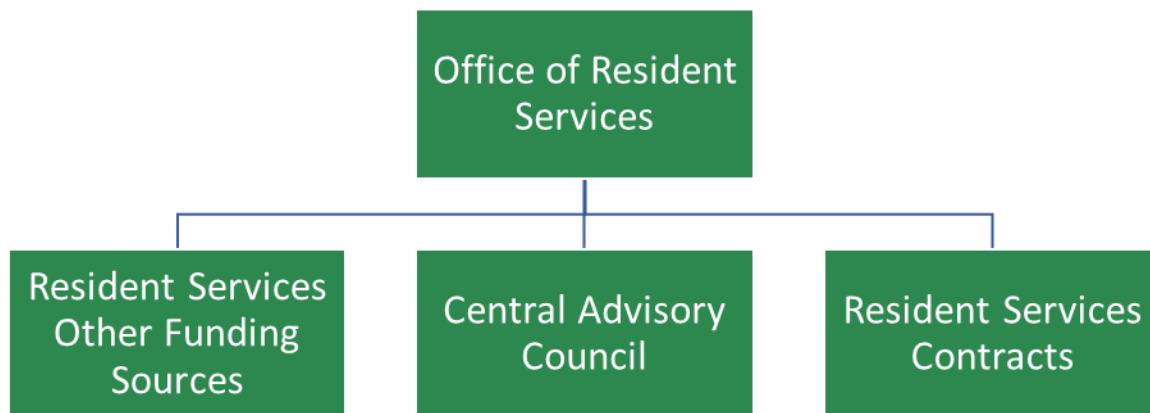 Office of Resident
Services
Resident Services
Other Funding
Sources
Central Advisory
Council
Resident Services
Contracts